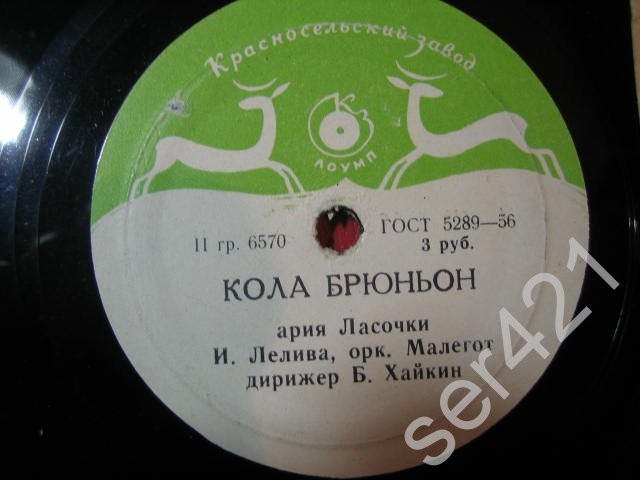 Красносельский завод
КЗ
ЛОУМП
II гр. 6570
ГОСТ 5289—56
3 руб.
КОЛА БРЮНЬОН
ария Ласочки
И. Лелива, орк. Малегот
дирижер Б. Хайкин
ser421